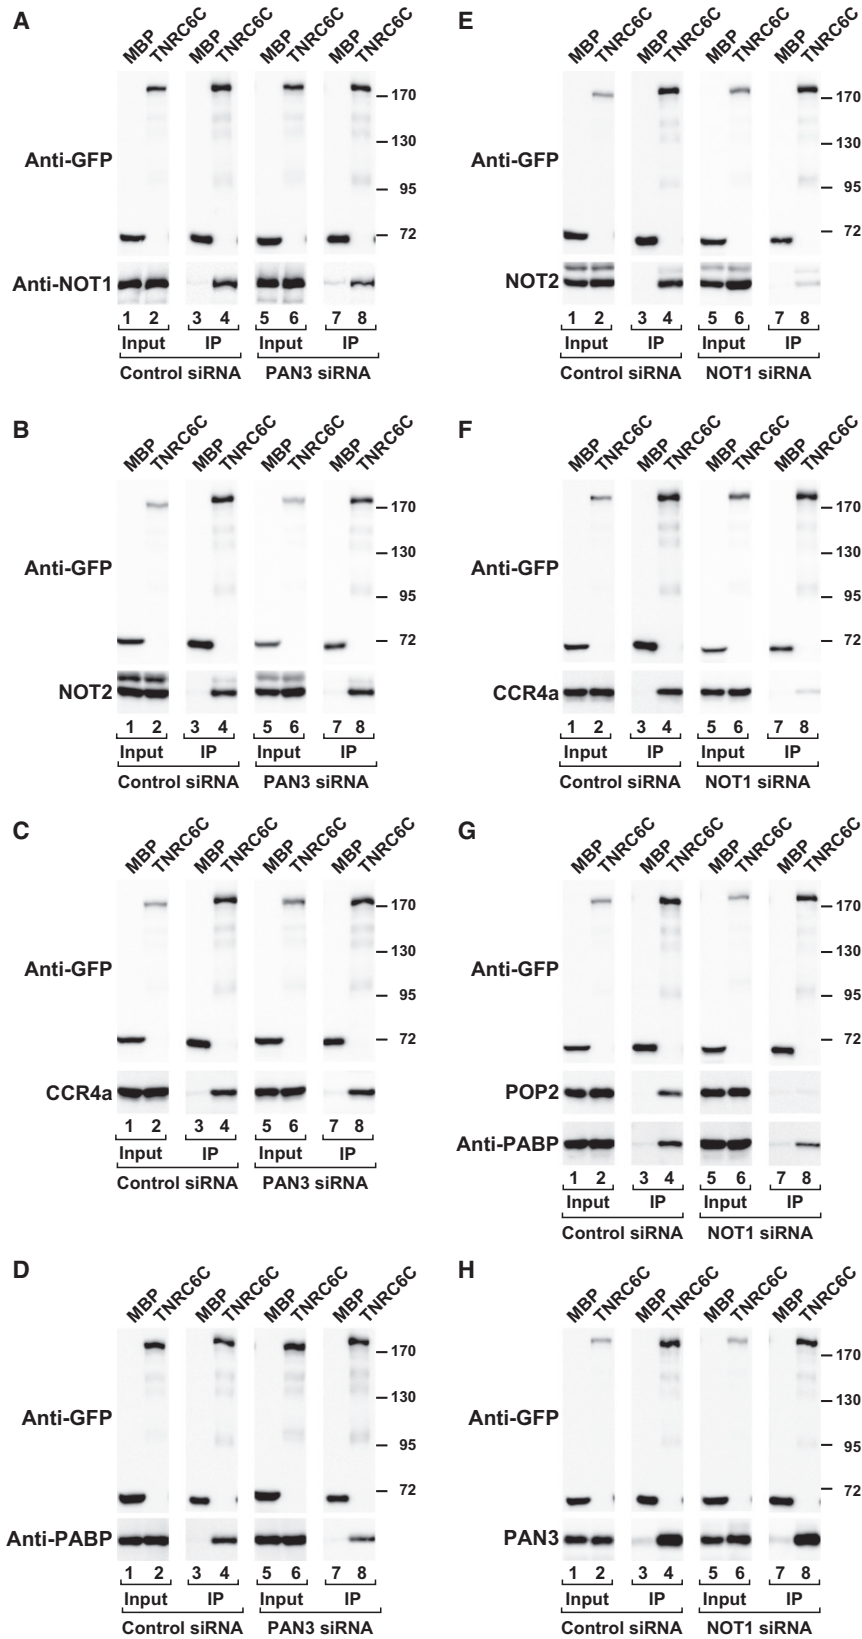 A
MBP TNRC6C MBP TNRC6C MBP TNRC6C MBP TNRC6C
Anti-GFP
170
130
95
72
Anti-NOT1
1 2 3 4 5 6 7 8
Input IP Input IP
Control siRNA PAN3 siRNA
B
MBP TNRC6C MBP TNRC6C MBP TNRC6C MBP TNRC6C
Anti-GFP
170
130
95
72
NOT2
1 2 3 4 5 6 7 8
Input IP Input IP
Control siRNA PAN3 siRNA
C
MBP TNRC6C MBP TNRC6C MBP TNRC6C MBP TNRC6C
Anti-GFP
170
130
95
72
CCR4a
1 2 3 4 5 6 7 8
Input IP Input IP
Control siRNA PAN3 siRNA
D
MBP TNRC6C MBP TNRC6C MBP TNRC6C MBP TNRC6C
Anti-GFP
170
130
95
72
Anti-PABP
1 2 3 4 5 6 7 8
Input IP Input IP
Control siRNA PAN3 siRNA
E
MBP TNRC6C MBP TNRC6C MBP TNRC6C MBP TNRC6C
Anti-GFP
170
130
95
72
NOT2
1 2 3 4 5 6 7 8
Input IP Input IP
Control siRNA NOT1 siRNA
F
MBP TNRC6C MBP TNRC6C MBP TNRC6C MBP TNRC6C
Anti-GFP
170
130
95
72
CCR4a
1 2 3 4 5 6 7 8
Input IP Input IP
Control siRNA NOT1 siRNA
G
MBP TNRC6C MBP TNRC6C MBP TNRC6C MBP TNRC6C
Anti-GFP
170
130
95
72
POP2
Anti-PABP
1 2 3 4 5 6 7 8
Input IP Input IP
Control siRNA NOT1 siRNA
H
MBP TNRC6C MBP TNRC6C MBP TNRC6C MBP TNRC6C
Anti-GFP
170
130
95
72
PAN3
1 2 3 4 5 6 7 8
Input IP Input IP
Control siRNA NOT1 siRNA